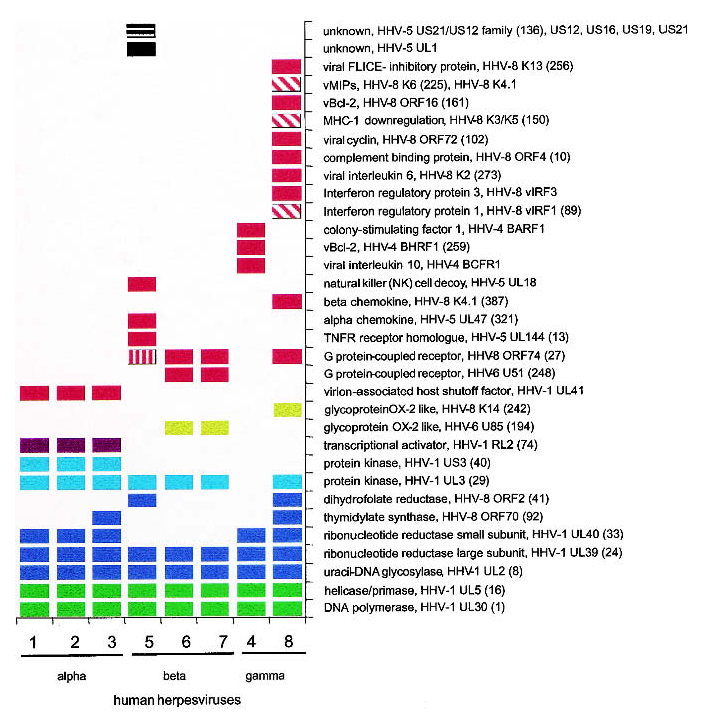 unknown, HHV-5 US21/US12 family (136), US12, US16, US19, US21
unknown, HHV-5 UL1
viral FLICE- inhibitory protein, HHV-8 K13 (256)
vMIPs, HHV-8 K6 (225), HHV-8 K4.1
vBcl-2, HHV-8 ORF16 (161)
MHC-1 downregulation, HHV-8 K3/K5 (150)
viral cyclin, HHV-8 ORF72 (102)
complement binding protein, HHV-8 ORF4 (10)
viral interleukin 6, HHV-8 K2 (273)
Interferon regulatory protein 3, HHV-8 vIRF3
Interferon regulatory protein 1, HHV-8 vIRF1 (89)
colony-stimulating factor 1, HHV-4 BARF1
vBcl-2, HHV-4 BHRF1 (259)
viral interleukin 10, HHV-4 BCFR1
natural killer (NK) cell decoy, HHV-5 UL18
beta chemokine, HHV-8 K4.1 (387)
alpha chemokine, HHV-5 UL47 (321)
TNFR receptor homologue, HHV-5 UL144 (13)
G protein-coupled receptor, HHV8 ORF74 (27)
G protein-coupled receptor, HHV6 U51 (248)
virion-associated host shutoff factor, HHV-1 UL41
glycoproteinOX-2 like, HHV-8 K14 (242)
glycoprotein OX-2 like, HHV-6 U85 (194)
transcriptional activator, HHV-1 RL2 (74)
protein kinase, HHV-1 US3 (40)
protein kinase, HHV-1 UL3 (29)
dihydrofolate reductase, HHV-8 ORF2 (41)
thymidylate synthase, HHV-8 ORF70 (92)
ribonucleotide reductase small subunit, HHV-1 UL40 (33)
ribonucleotide reductase large subunit, HHV-1 UL39 (24)
uracil-DNA glycosylase, HHV-1 UL2 (8)
helicase/primase, HHV-1 UL5 (16)
DNA polymerase, HHV-1 UL30 (1)
1 2 3 5 6 7 4 8
alpha beta gamma
human herpesviruses